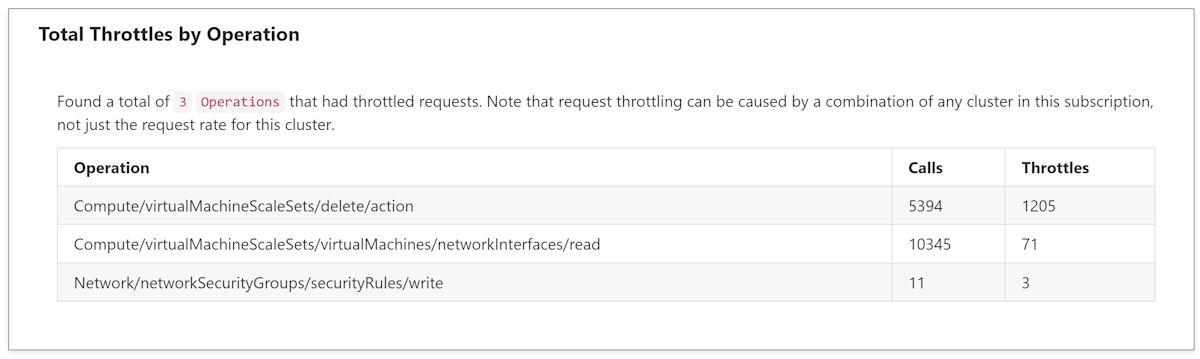 Total Throttles by Operation
Found a total of 3 Operations that had throttled requests. Note that request throttling can be caused by a combination of any cluster in this subscription,
not just the request rate for this cluster.
Operation Calls Throttles
Compute/virtualMachineScaleSets/delete/action 5394 1205
Compute/virtualMachineScaleSets/virtualMachines/networkInterfaces/read 10345 71
Network/networkSecurityGroups/securityRules/write 11 3